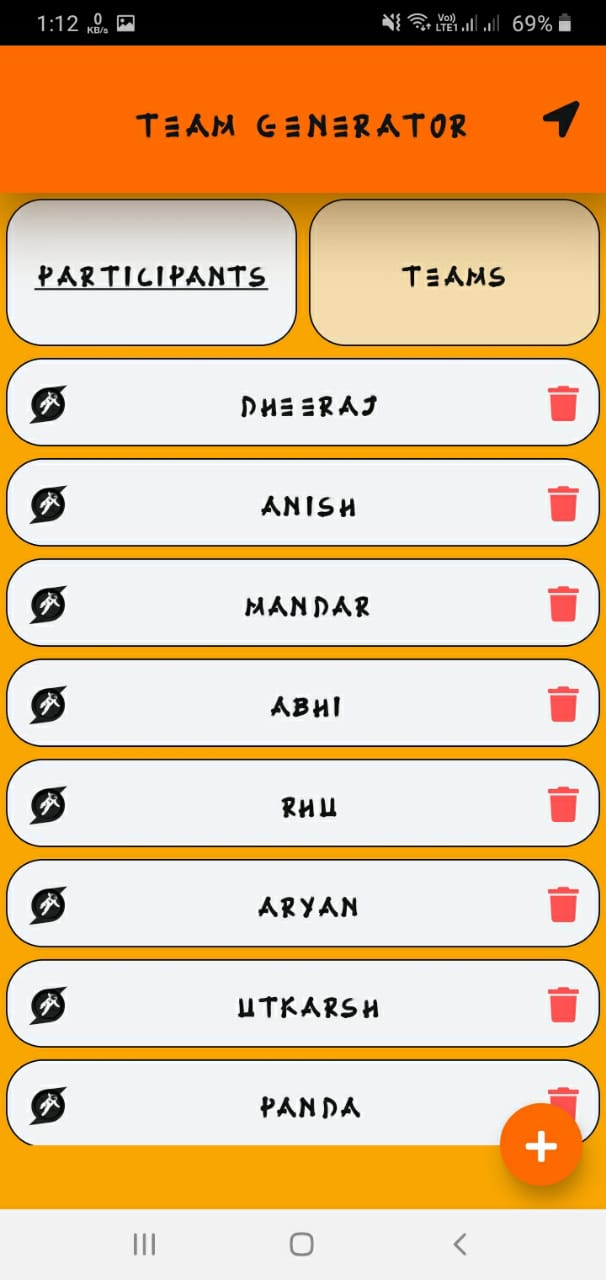 1:12 0 KB/s Vo) LTE1 69%
TEAM GENERATOR
PARTICIPANTS TEAMS
DHEERAJ
ANISH
MANDAR
ABHI
RHU
ARYAN
UTKARSH
PANDA